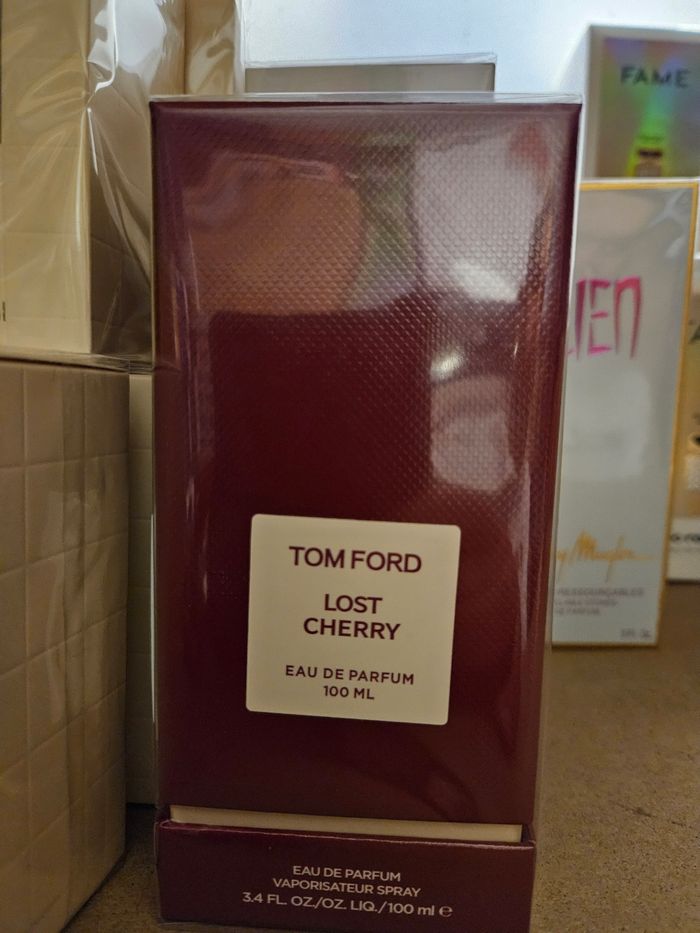 FAME
IEN
TOM FORD
LOST
CHERRY
EAU DE PARFUM
100 ML
EAU DE PARFUM
VAPORISATEUR SPRAY
3.4 FL. OZ./OZ. LIQ./100 ml ℮